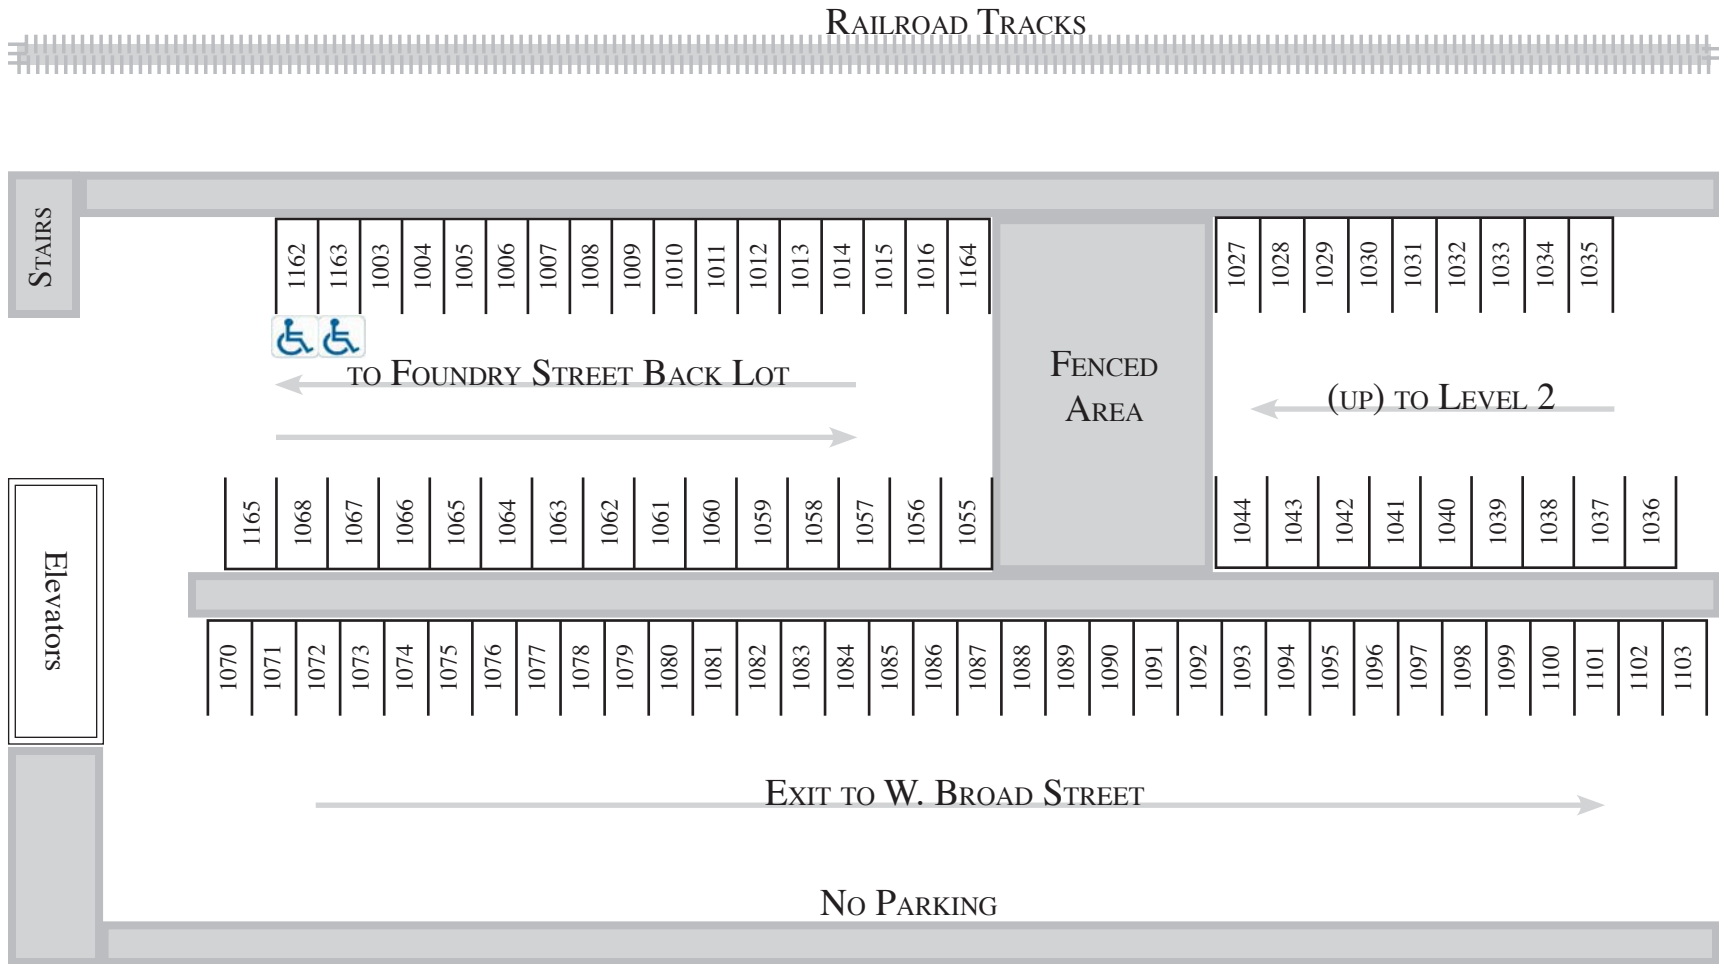 Railroad Tracks
Stairs
1162 1163 1003 1004 1005 1006 1007 1008 1009 1010 1011 1012 1013 1014 1015 1016 1164
1027 1028 1029 1030 1031 1032 1033 1034 1035
to Foundry Street Back Lot
Fenced
Area
(up) to Level 2
1165 1068 1067 1066 1065 1064 1063 1062 1061 1060 1059 1058 1057 1056 1055
1044 1043 1042 1041 1040 1039 1038 1037 1036
Elevators
1070 1071 1072 1073 1074 1075 1076 1077 1078 1079 1080 1081 1082 1083 1084 1085 1086 1087 1088 1089 1090 1091 1092 1093 1094 1095 1096 1097 1098 1099 1100 1101 1102 1103
Exit to W. Broad Street
No Parking